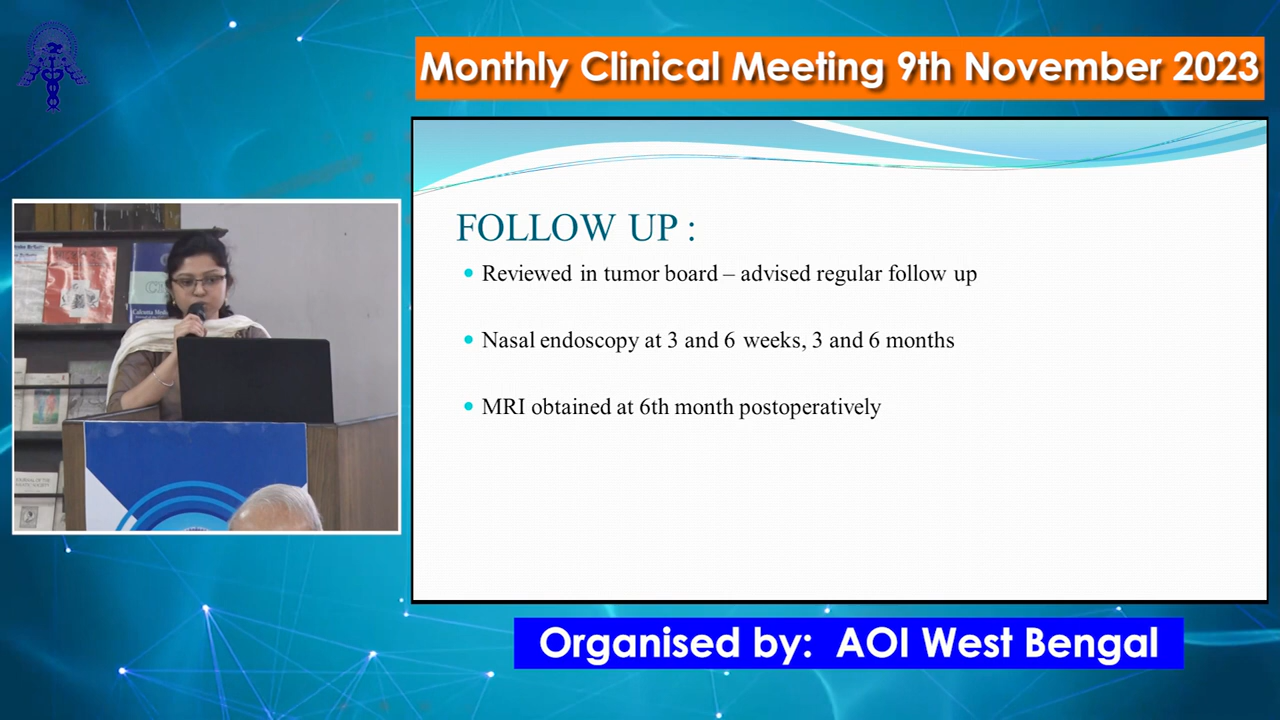 Monthly Clinical Meeting 9th November 2023
FOLLOW UP :
Reviewed in tumor board – advised regular follow up
Nasal endoscopy at 3 and 6 weeks, 3 and 6 months
MRI obtained at 6th month postoperatively
Organised by: AOI West Bengal